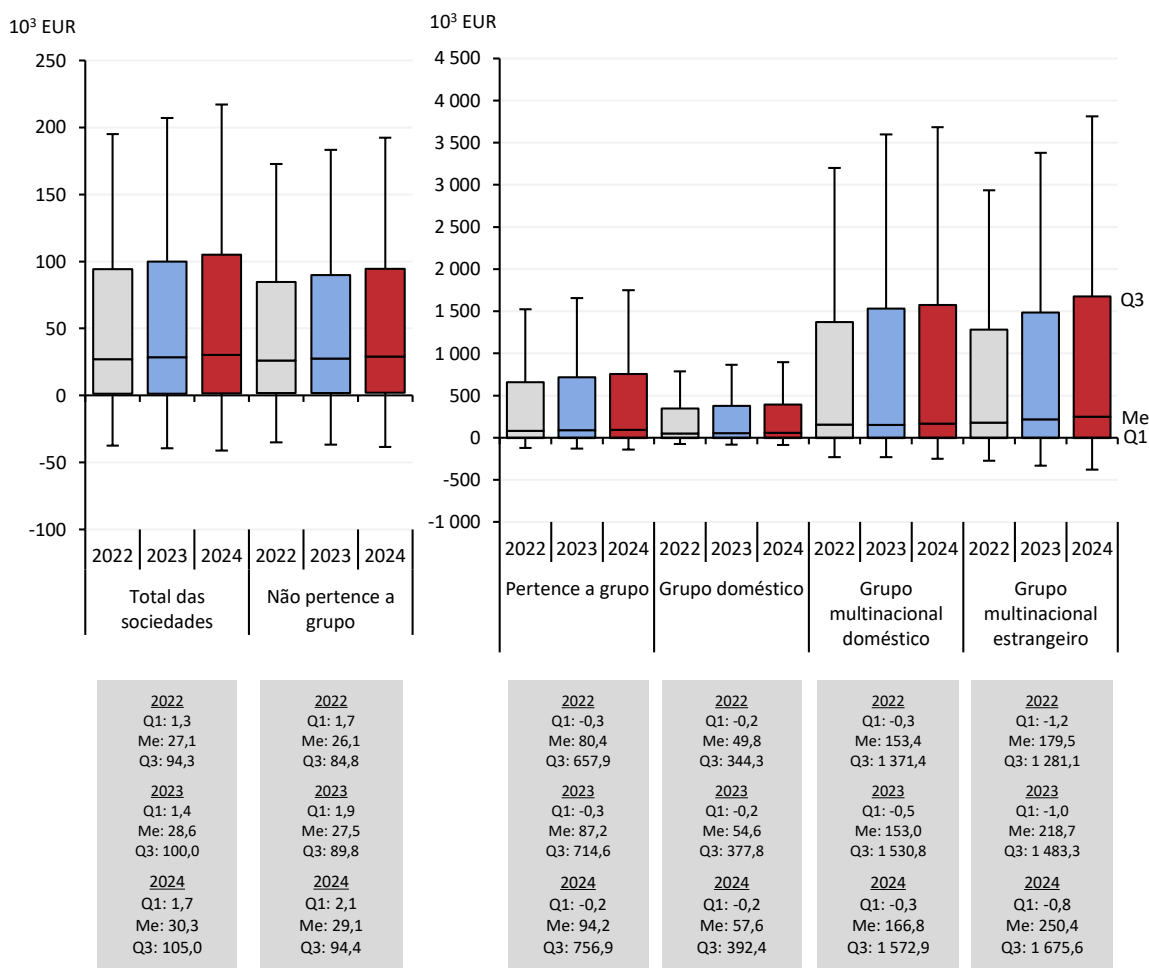 10³ EUR
250
200
150
100
50
0
-50
-100
2022 2023 2024 2022 2023 2024
Total das
sociedades
Não pertence a
grupo
10³ EUR
4 500
4 000
3 500
3 000
2 500
2 000
1 500
1 000
500
0
-500
-1 000
Q3
Me
Q1
2022 2023 2024 2022 2023 2024 2022 2023 2024 2022 2023 2024
Pertence a grupo
Grupo doméstico
Grupo
multinacional
doméstico
Grupo
multinacional
estrangeiro
2022
Q1: 1,3
Me: 27,1
Q3: 94,3
2023
Q1: 1,4
Me: 28,6
Q3: 100,0
2024
Q1: 1,7
Me: 30,3
Q3: 105,0
2022
Q1: 1,7
Me: 26,1
Q3: 84,8
2023
Q1: 1,9
Me: 27,5
Q3: 89,8
2024
Q1: 2,1
Me: 29,1
Q3: 94,4
2022
Q1: -0,3
Me: 80,4
Q3: 657,9
2023
Q1: -0,3
Me: 87,2
Q3: 714,6
2024
Q1: -0,2
Me: 94,2
Q3: 756,9
2022
Q1: -0,2
Me: 49,8
Q3: 344,3
2023
Q1: -0,2
Me: 54,6
Q3: 377,8
2024
Q1: -0,2
Me: 57,6
Q3: 392,4
2022
Q1: -0,3
Me: 153,4
Q3: 1 371,4
2023
Q1: -0,5
Me: 153,0
Q3: 1 530,8
2024
Q1: -0,3
Me: 166,8
Q3: 1 572,9
2022
Q1: -1,2
Me: 179,5
Q3: 1 281,1
2023
Q1: -1,0
Me: 218,7
Q3: 1 483,3
2024
Q1: -0,8
Me: 250,4
Q3: 1 675,6